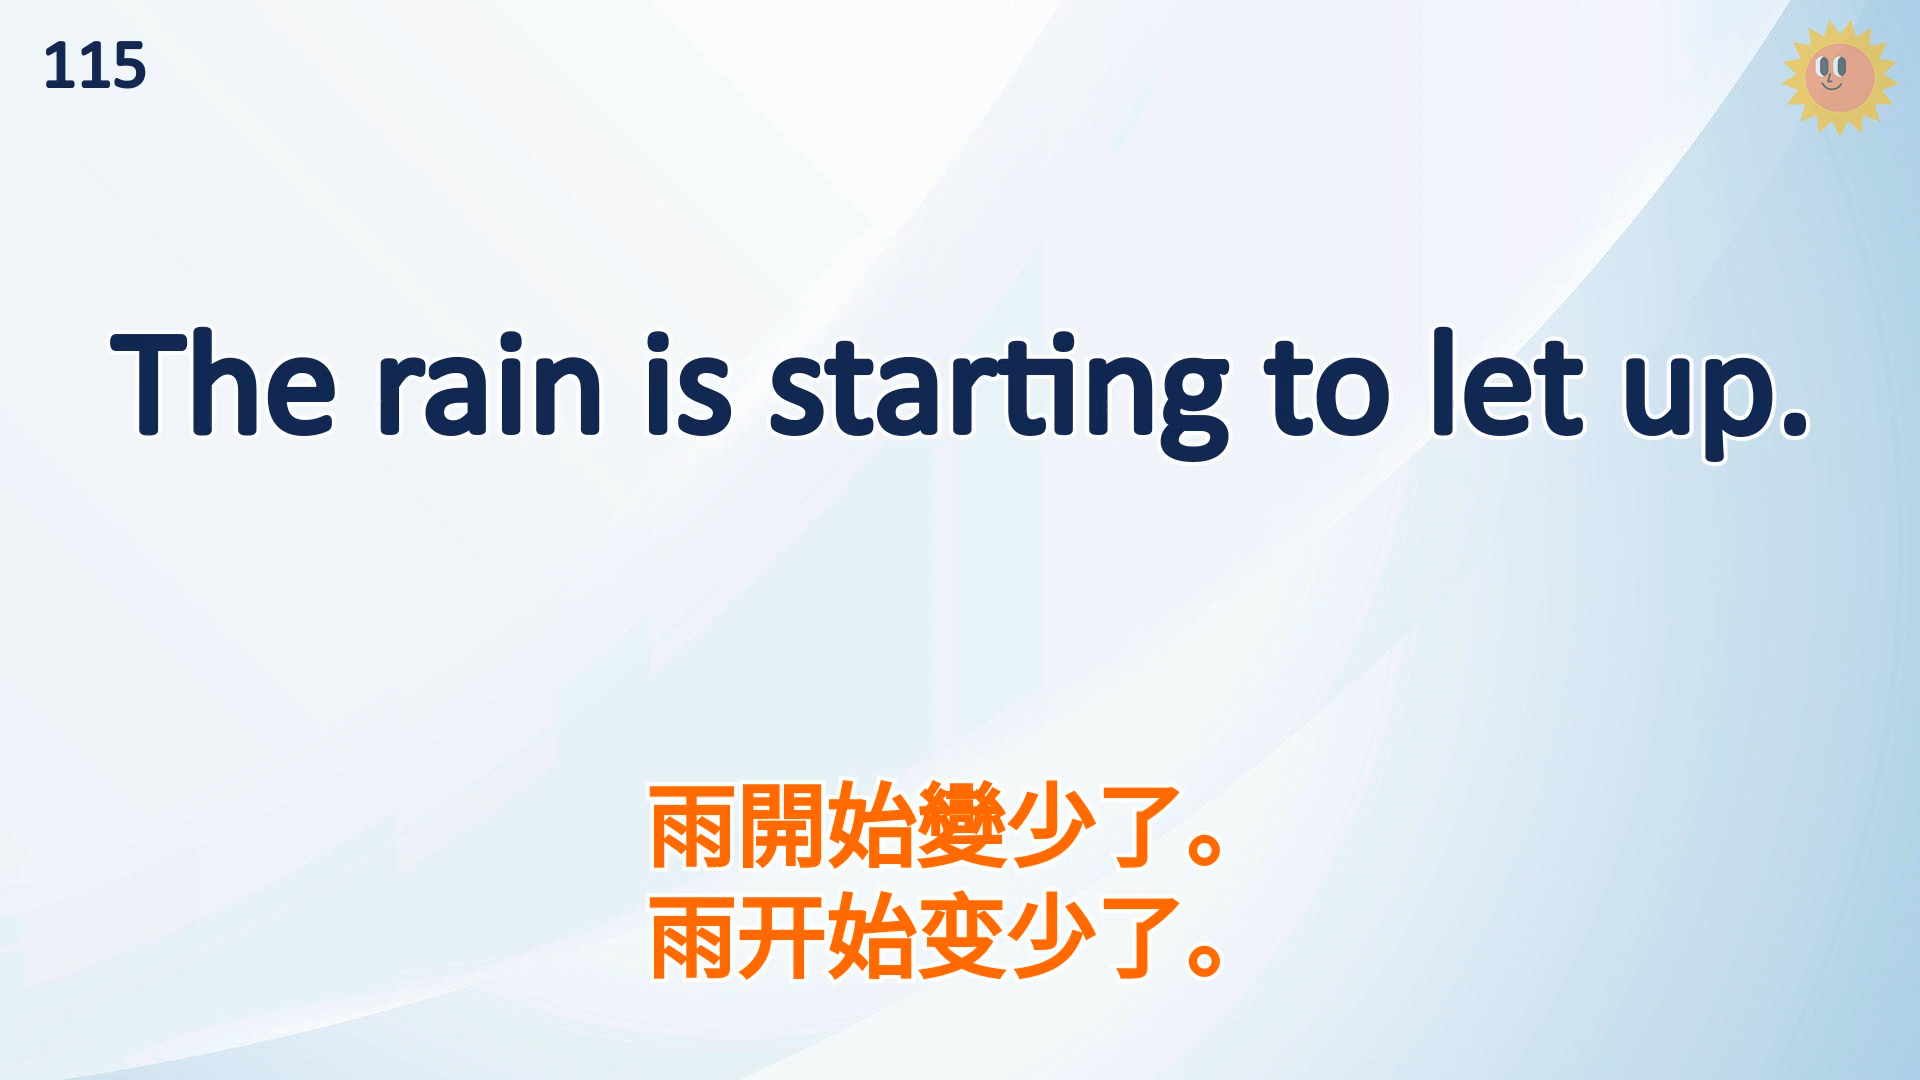 115
The rain is starting to let up.
雨開始變少了。
雨开始变少了。